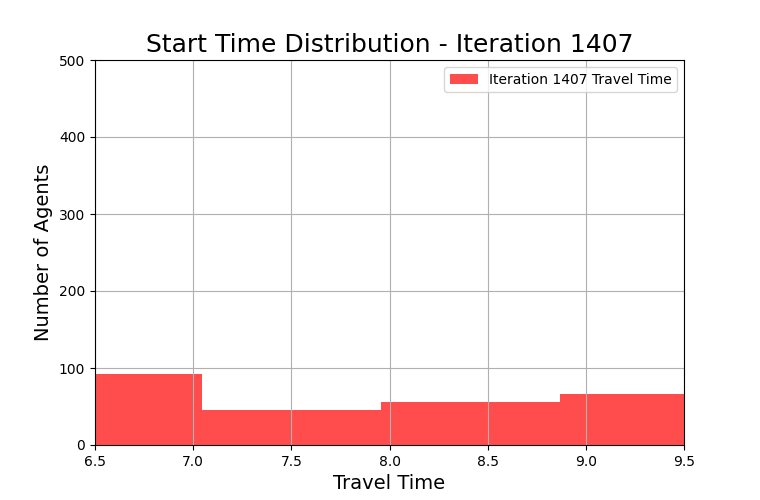 Start Time Distribution - Iteration 1407
500
Iteration 1407 Travel Time
400
300
200
100
0
Number of Agents
6.5 7.0 7.5 8.0 8.5 9.0 9.5
Travel Time